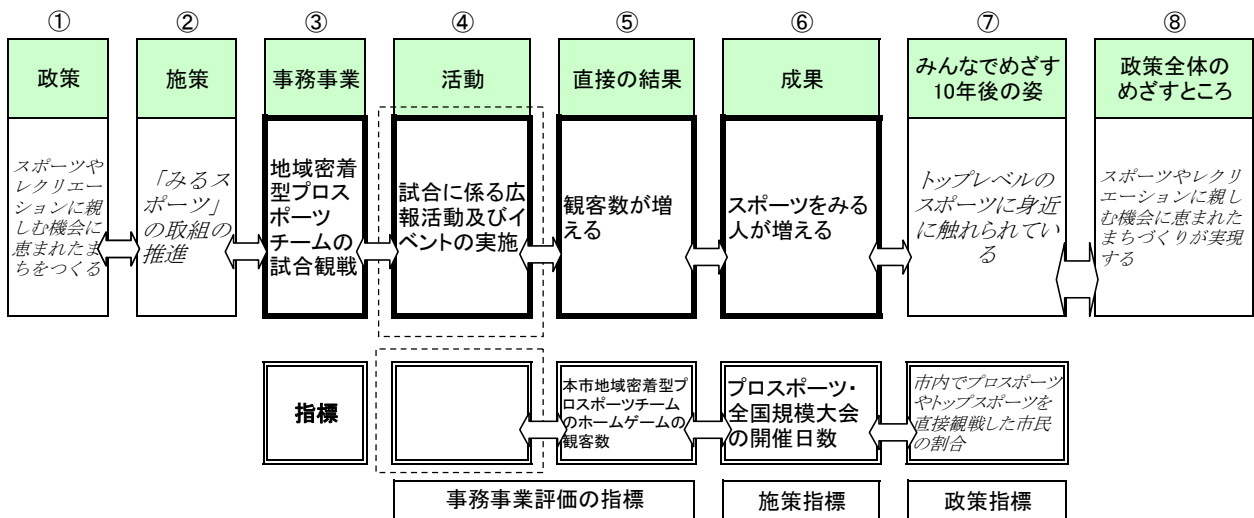 ①
②
③
④
⑤
⑥
⑦
⑧
政策
施策
事務事業
活動
直接の結果
成果
みんなでめざす
10年後の姿
政策全体の
めざすところ
スポーツや
レクリエー
ションに親
しむ機会に
恵まれたま
ちをつくる
「みるス
ポーツ」
の取組の
推進
地域密着
型プロス
ポーツ
チームの
試合観戦
試合に係る広
報活動及びイ
ベントの実施
観客数が増
える
スポーツをみる
人が増える
トップレベルの
スポーツに身近
に触れられてい
る
スポーツやレクリ
エーションに親し
む機会に恵まれた
まちづくりが実現
する
指標
本市地域密着型プ
ロスポーツチーム
のホームゲームの
観客数
プロスポーツ・
全国規模大会
の開催日数
市内でプロスポーツ
やトップスポーツを
直接観戦した市民
の割合
事務事業評価の指標
施策指標
政策指標